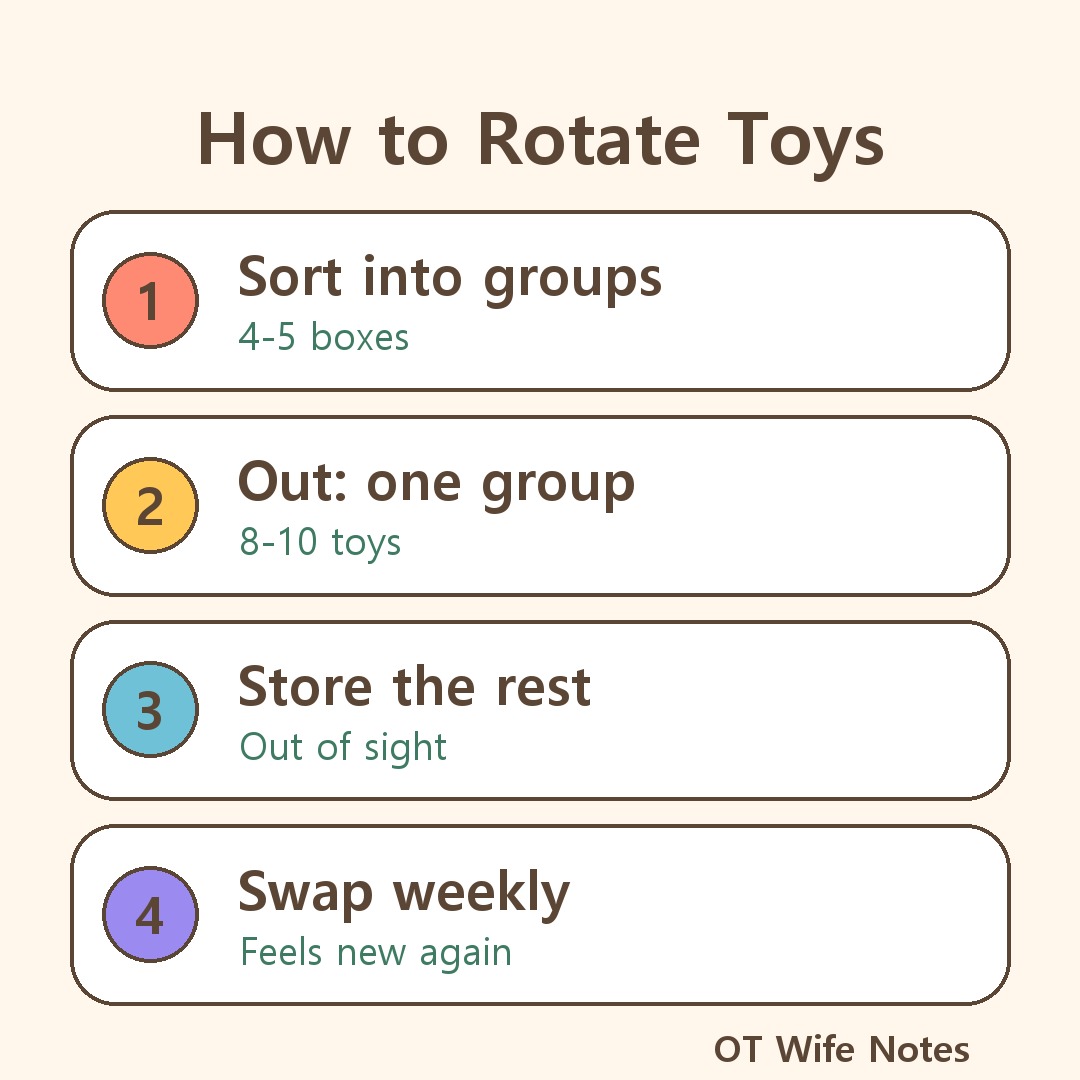 How to Rotate Toys
1
Sort into groups
4-5 boxes
2
Out: one group
8-10 toys
3
Store the rest
Out of sight
4
Swap weekly
Feels new again
OT Wife Notes